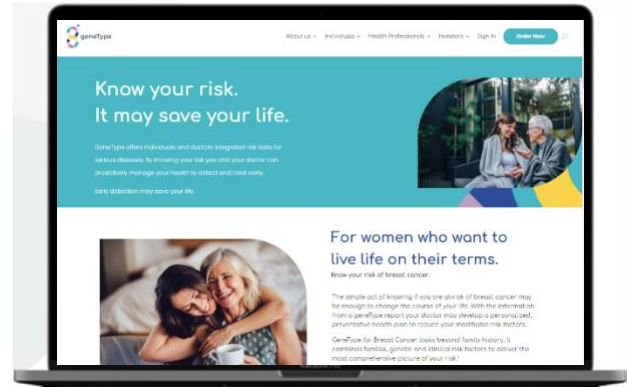 geneType
About us Individuals Health Professionals Investors Sign In Order Now
Know your risk.
It may save your life.
GeneType offers individuals and doctors integrated risk tests for
serious diseases. By knowing your risk you and your doctor can
proactively manage your health to detect and treat early.
Early detection may save your life.
For women who want to
live life on their terms.
Know your risk of breast cancer.
The simple act of knowing if you are at-risk of breast cancer may
be enough to change the course of your life. With the information
from a geneType report your doctor may develop a personalised,
preventative health plan to reduce your modifiable risk factors.
GeneType for Breast Cancer looks beyond family history. It
combines familial, genetic and clinical risk factors to deliver the
most comprehensive picture of your risk.
MacBook Pro